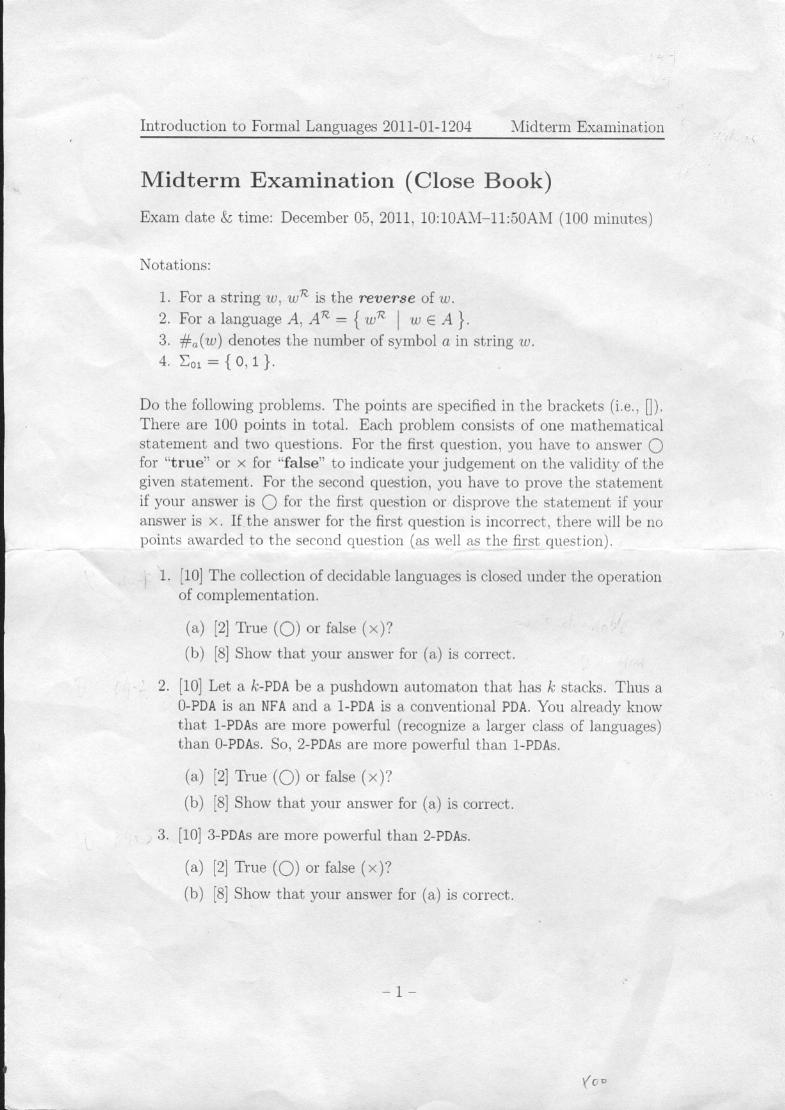 Introduction to Formal Languages 2011-01-1204 Midterm Examination
Midterm Examination (Close Book)
Exam date & time: December 05, 2011, 10:10AM–11:50AM (100 minutes)
Notations:
1. For a string w, w^R is the reverse of w.
2. For a language A, A^R = { w^R | w ∈ A }.
3. #ₐ(w) denotes the number of symbol a in string w.
4. Σ₀₁ = { 0, 1 }.
Do the following problems. The points are specified in the brackets (i.e., []).
There are 100 points in total. Each problem consists of one mathematical
statement and two questions. For the first question, you have to answer ◯
for “true” or × for “false” to indicate your judgement on the validity of the
given statement. For the second question, you have to prove the statement
if your answer is ◯ for the first question or disprove the statement if your
answer is ×. If the answer for the first question is incorrect, there will be no
points awarded to the second question (as well as the first question).
1. [10] The collection of decidable languages is closed under the operation
of complementation.
(a) [2] True (◯) or false (×)?
(b) [8] Show that your answer for (a) is correct.
2. [10] Let a k-PDA be a pushdown automaton that has k stacks. Thus a
0-PDA is an NFA and a 1-PDA is a conventional PDA. You already know
that 1-PDAs are more powerful (recognize a larger class of languages)
than 0-PDAs. So, 2-PDAs are more powerful than 1-PDAs.
(a) [2] True (◯) or false (×)?
(b) [8] Show that your answer for (a) is correct.
3. [10] 3-PDAs are more powerful than 2-PDAs.
(a) [2] True (◯) or false (×)?
(b) [8] Show that your answer for (a) is correct.
– 1 –